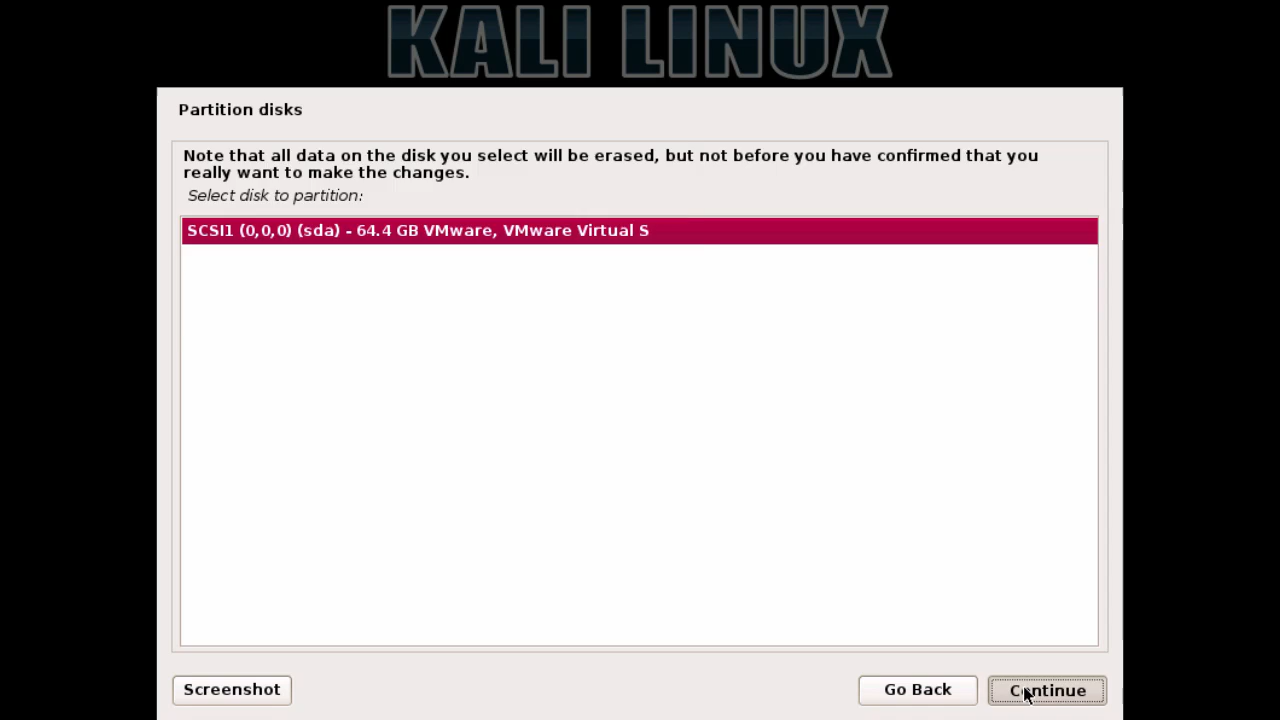 KALI LINUX
Partition disks
Note that all data on the disk you select will be erased, but not before you have confirmed that you
really want to make the changes.
Select disk to partition:
SCSI1 (0,0,0) (sda) - 64.4 GB VMware, VMware Virtual S
Screenshot
Go Back
Continue